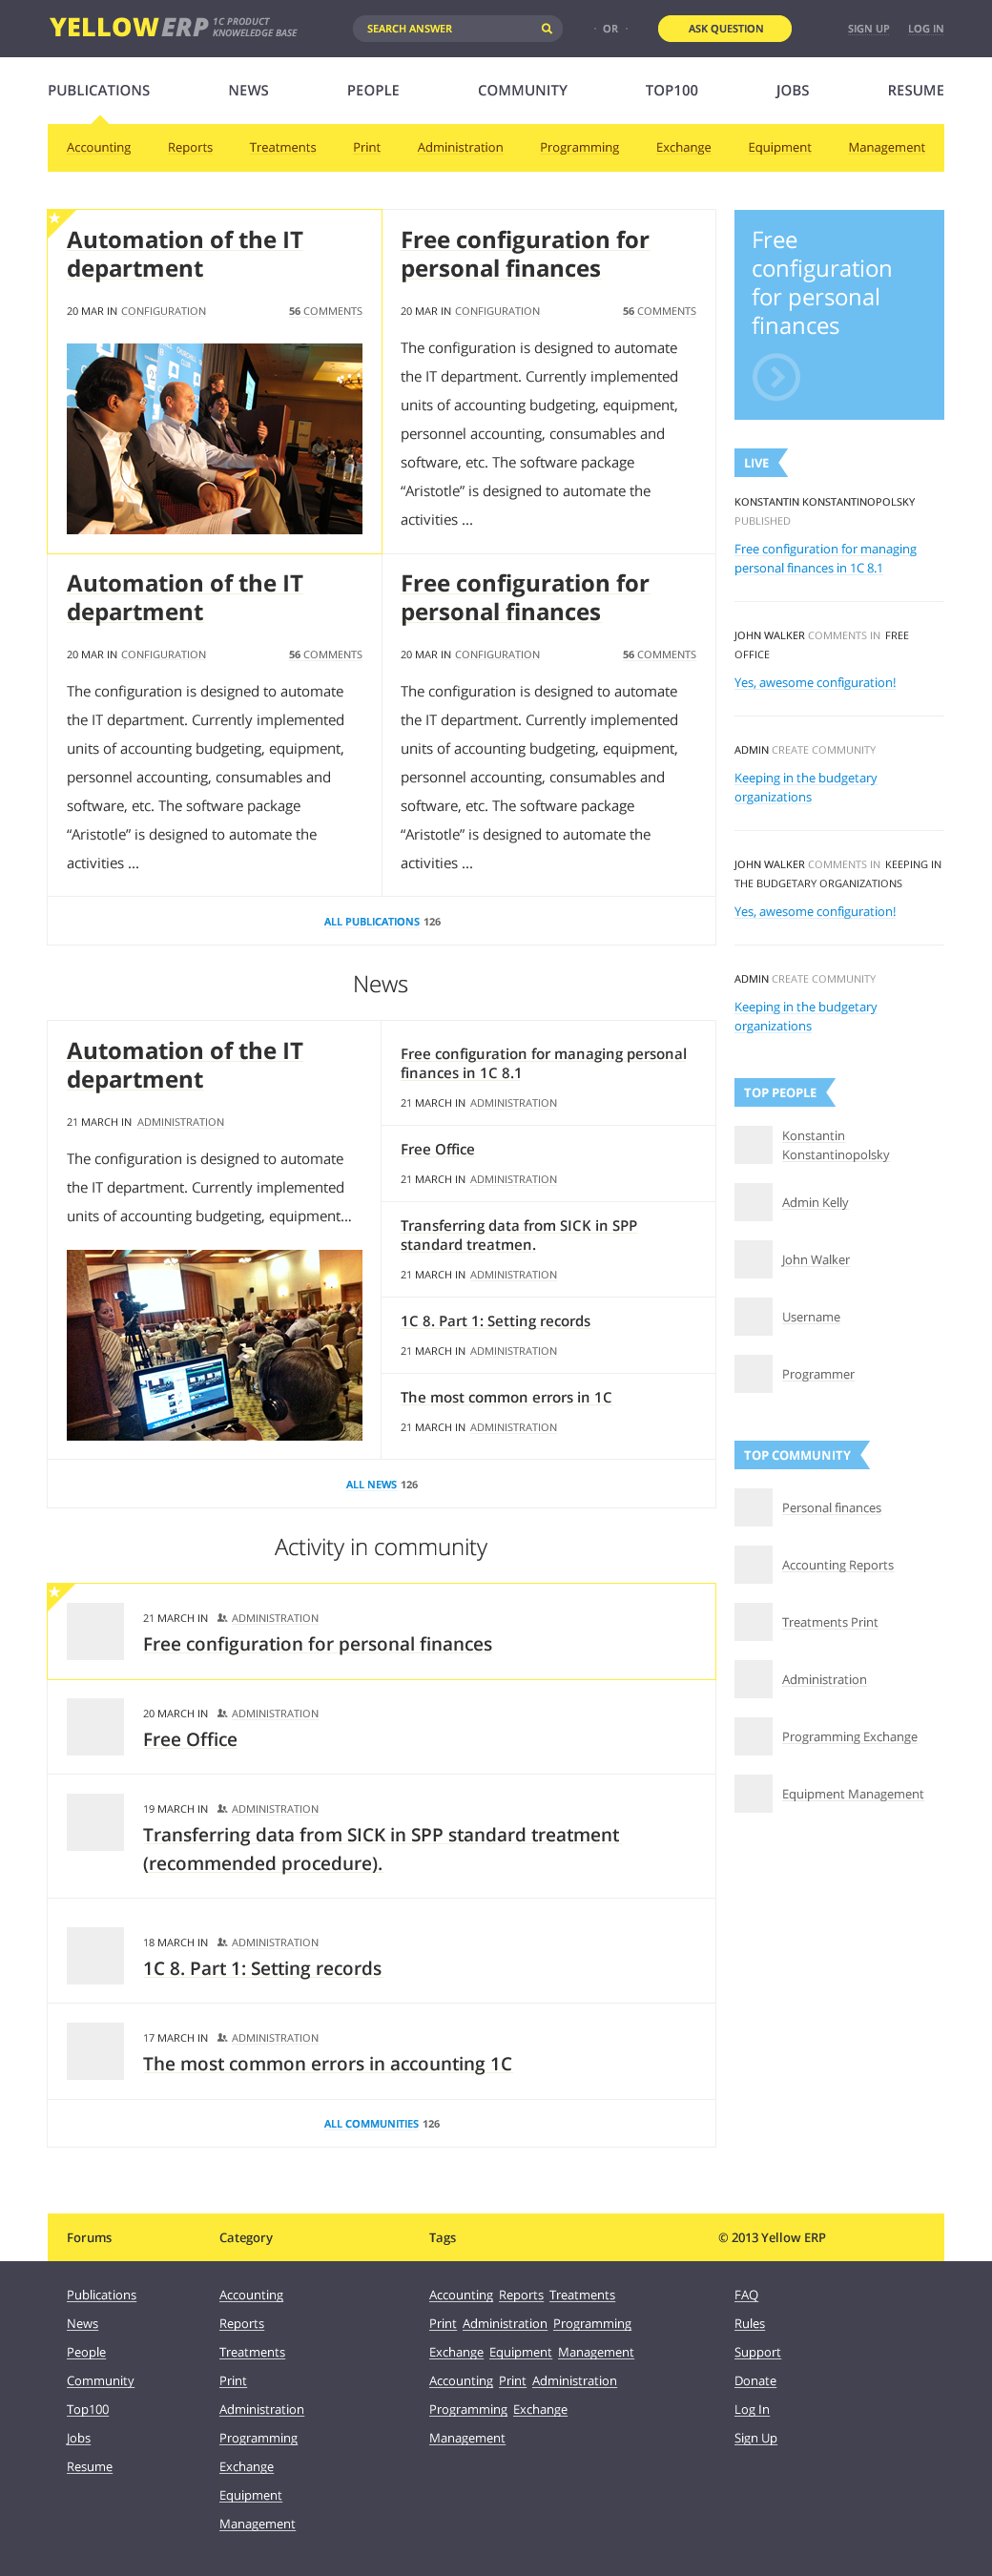 YELLOW ERP 1C PRODUCT
KNOWLEDGE BASE
SEARCH ANSWER
· OR ·
ASK QUESTION
SIGN UP LOG IN
PUBLICATIONS NEWS PEOPLE COMMUNITY TOP100 JOBS RESUME
Accounting Reports Treatments Print Administration Programming Exchange Equipment Management
Automation of the IT
department
20 MAR IN CONFIGURATION 56 COMMENTS
Free configuration for
personal finances
20 MAR IN CONFIGURATION 56 COMMENTS
The configuration is designed to automate
the IT department. Currently implemented
units of accounting budgeting, equipment,
personnel accounting, consumables and
software, etc. The software package
“Aristotle” is designed to automate the
activities ...
Automation of the IT
department
20 MAR IN CONFIGURATION 56 COMMENTS
The configuration is designed to automate
the IT department. Currently implemented
units of accounting budgeting, equipment,
personnel accounting, consumables and
software, etc. The software package
“Aristotle” is designed to automate the
activities ...
Free configuration for
personal finances
20 MAR IN CONFIGURATION 56 COMMENTS
The configuration is designed to automate
the IT department. Currently implemented
units of accounting budgeting, equipment,
personnel accounting, consumables and
software, etc. The software package
“Aristotle” is designed to automate the
activities ...
ALL PUBLICATIONS 126
News
Automation of the IT
department
21 MARCH IN ADMINISTRATION
The configuration is designed to automate
the IT department. Currently implemented
units of accounting budgeting, equipment...
Free configuration for managing personal
finances in 1C 8.1
21 MARCH IN ADMINISTRATION
Free Office
21 MARCH IN ADMINISTRATION
Transferring data from SICK in SPP
standard treatmen.
21 MARCH IN ADMINISTRATION
1C 8. Part 1: Setting records
21 MARCH IN ADMINISTRATION
The most common errors in 1C
21 MARCH IN ADMINISTRATION
ALL NEWS 126
Activity in community
21 MARCH IN ADMINISTRATION
Free configuration for personal finances
20 MARCH IN ADMINISTRATION
Free Office
19 MARCH IN ADMINISTRATION
Transferring data from SICK in SPP standard treatment
(recommended procedure).
18 MARCH IN ADMINISTRATION
1C 8. Part 1: Setting records
17 MARCH IN ADMINISTRATION
The most common errors in accounting 1C
ALL COMMUNITIES 126
Free
configuration
for personal
finances
LIVE
KONSTANTIN KONSTANTINOPOLSKY
PUBLISHED
Free configuration for managing
personal finances in 1C 8.1
JOHN WALKER COMMENTS IN FREE
OFFICE
Yes, awesome configuration!
ADMIN CREATE COMMUNITY
Keeping in the budgetary
organizations
JOHN WALKER COMMENTS IN KEEPING IN
THE BUDGETARY ORGANIZATIONS
Yes, awesome configuration!
ADMIN CREATE COMMUNITY
Keeping in the budgetary
organizations
TOP PEOPLE
Konstantin
Konstantinopolsky
Admin Kelly
John Walker
Username
Programmer
TOP COMMUNITY
Personal finances
Accounting Reports
Treatments Print
Administration
Programming Exchange
Equipment Management
Forums Category Tags © 2013 Yellow ERP
Publications
News
People
Community
Top100
Jobs
Resume
Accounting
Reports
Treatments
Print
Administration
Programming
Exchange
Equipment
Management
Accounting Reports Treatments
Print Administration Programming
Exchange Equipment Management
Accounting Print Administration
Programming Exchange
Management
FAQ
Rules
Support
Donate
Log In
Sign Up